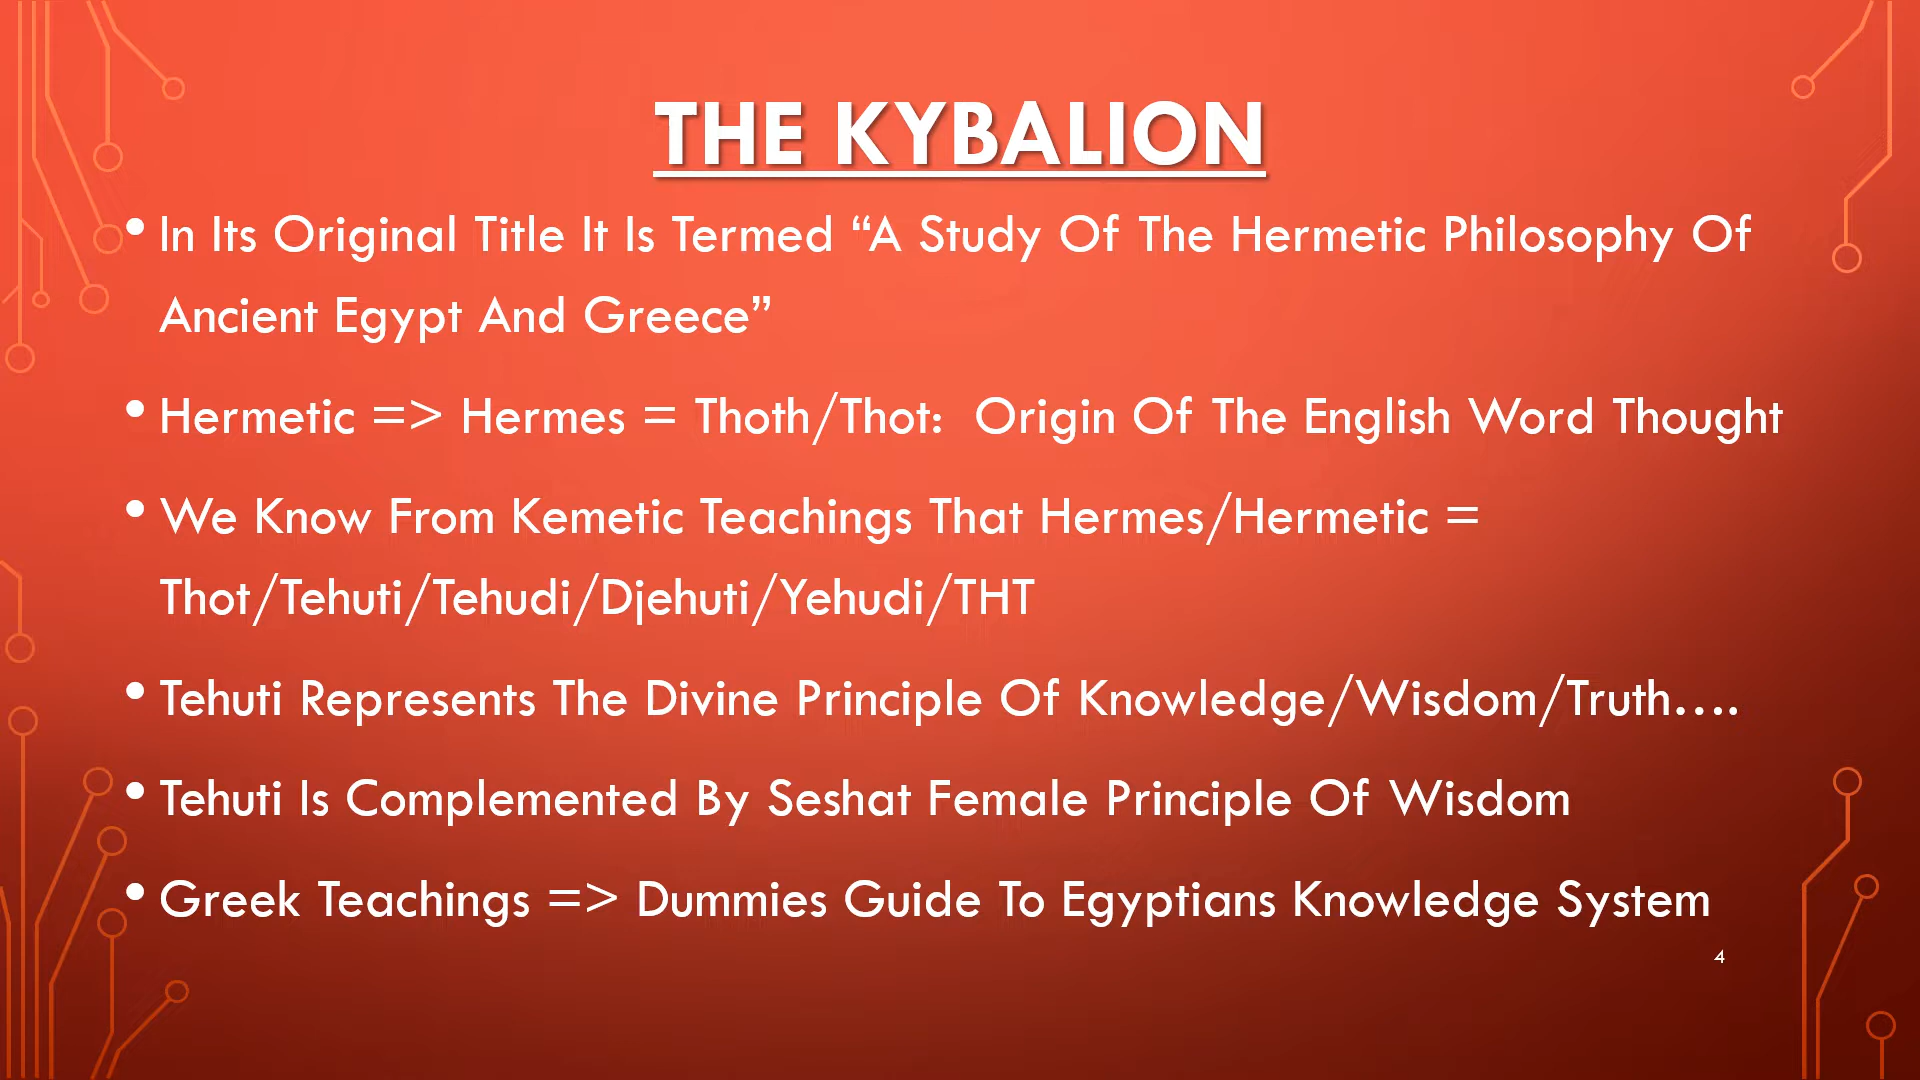 THE KYBALION
• In Its Original Title It Is Termed “A Study Of The Hermetic Philosophy Of
Ancient Egypt And Greece”
• Hermetic => Hermes = Thoth/Thot:  Origin Of The English Word Thought
• We Know From Kemetic Teachings That Hermes/Hermetic =
Thot/Tehuti/Tehudi/Djehuti/Yehudi/THT
• Tehuti Represents The Divine Principle Of Knowledge/Wisdom/Truth….
• Tehuti Is Complemented By Seshat Female Principle Of Wisdom
• Greek Teachings => Dummies Guide To Egyptians Knowledge System
4